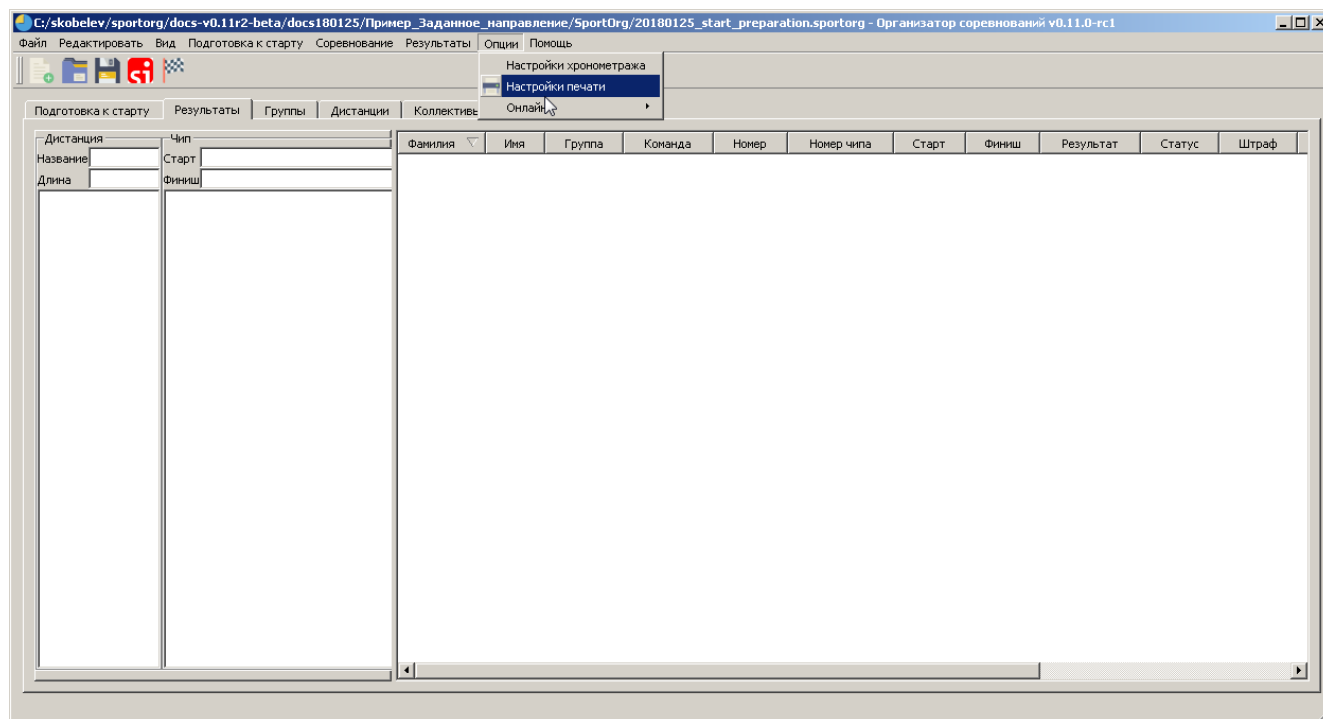 C:/skobelev/sportorg/docs-v0.11r2-beta/docs180125/Пример_Заданное_направление/SportOrg/20180125_start_preparation.sportorg - Организатор соревнований v0.11.0-rc1
Файл Редактировать Вид Подготовка к старту Соревнование Результаты Опции Помощь
Настройки хронометража
si
Настройки печати
Онлайн
Подготовка к старту Результаты Группы Дистанции
Дистанция Чип
Фамилия Имя Группа Команда Номер Номер чипа Старт Финиш Результат Статус Штраф
Название Старт
Длина Финиш